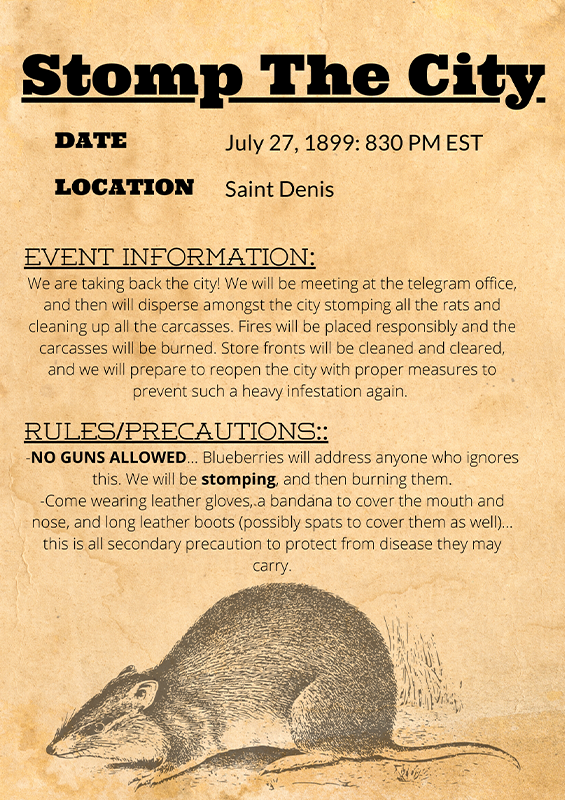 Stomp The City
DATE July 27, 1899: 830 PM EST
LOCATION Saint Denis
EVENT INFORMATION:
We are taking back the city! We will be meeting at the telegram office,
and then will disperse amongst the city stomping all the rats and
cleaning up all the carcasses. Fires will be placed responsibly and the
carcasses will be burned. Store fronts will be cleaned and cleared,
and we will prepare to reopen the city with proper measures to
prevent such a heavy infestation again.
RULES/PRECAUTIONS::
-NO GUNS ALLOWED... Blueberries will address anyone who ignores
this. We will be stomping, and then burning them.
-Come wearing leather gloves,.a bandana to cover the mouth and
nose, and long leather boots (possibly spats to cover them as well)...
this is all secondary precaution to protect from disease they may
carry.